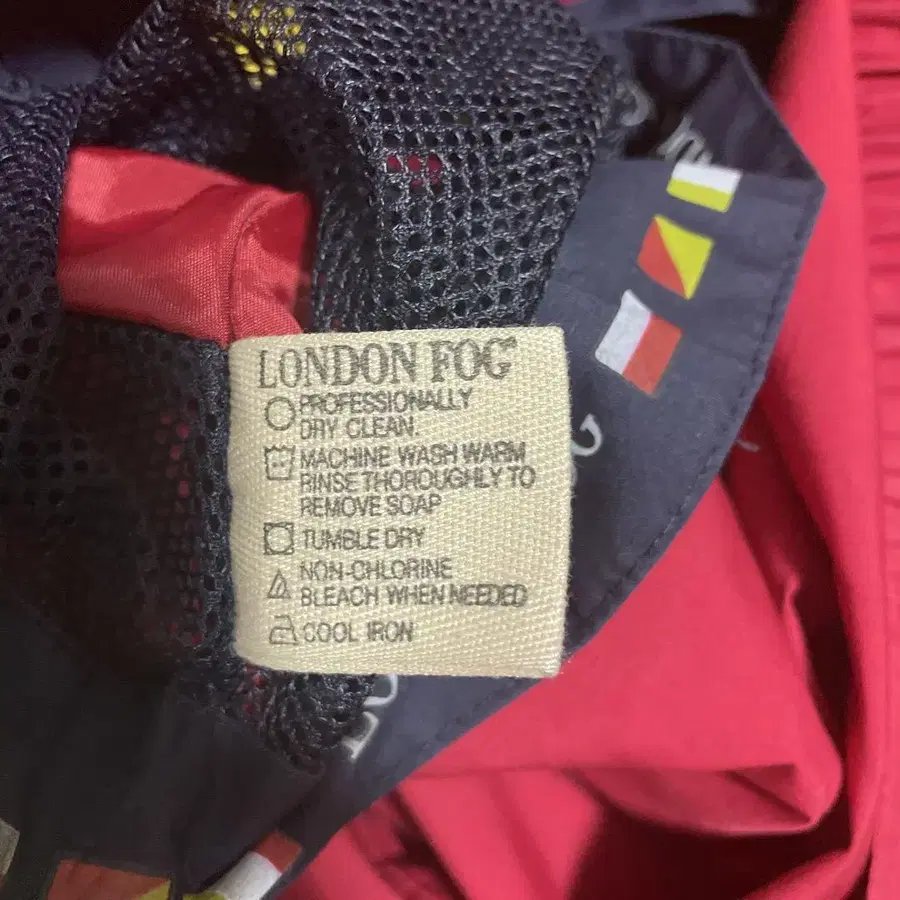 LONDON FOG
PROFESSIONALLY
DRY CLEAN.
MACHINE WASH WARM
RINSE THOROUGHLY TO
REMOVE SOAP
TUMBLE DRY
NON-CHLORINE
BLEACH WHEN NEEDED
COOL IRON